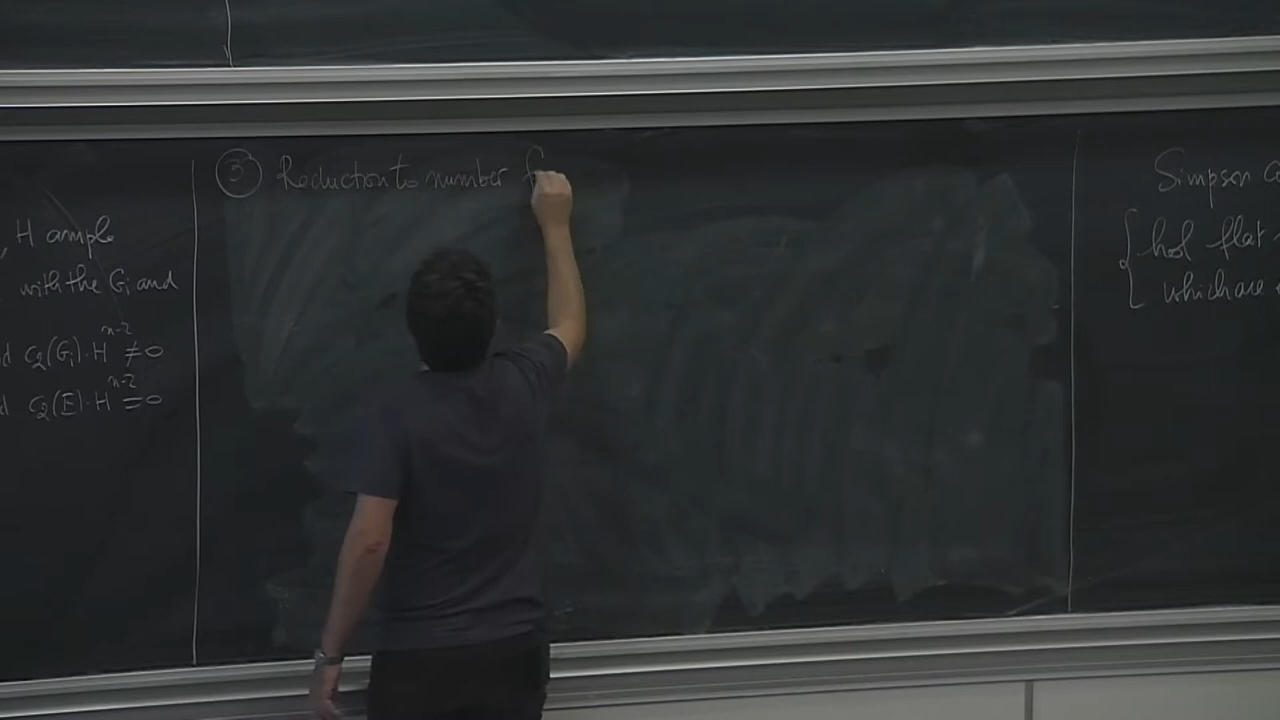 , H ample
with the Gi and
d c₂(Gi)·H^{n-2} ≠ 0
d c₂(E)·H^{n-2} = 0
③ Reduction to number f
Simpson
{ hol flat
which are